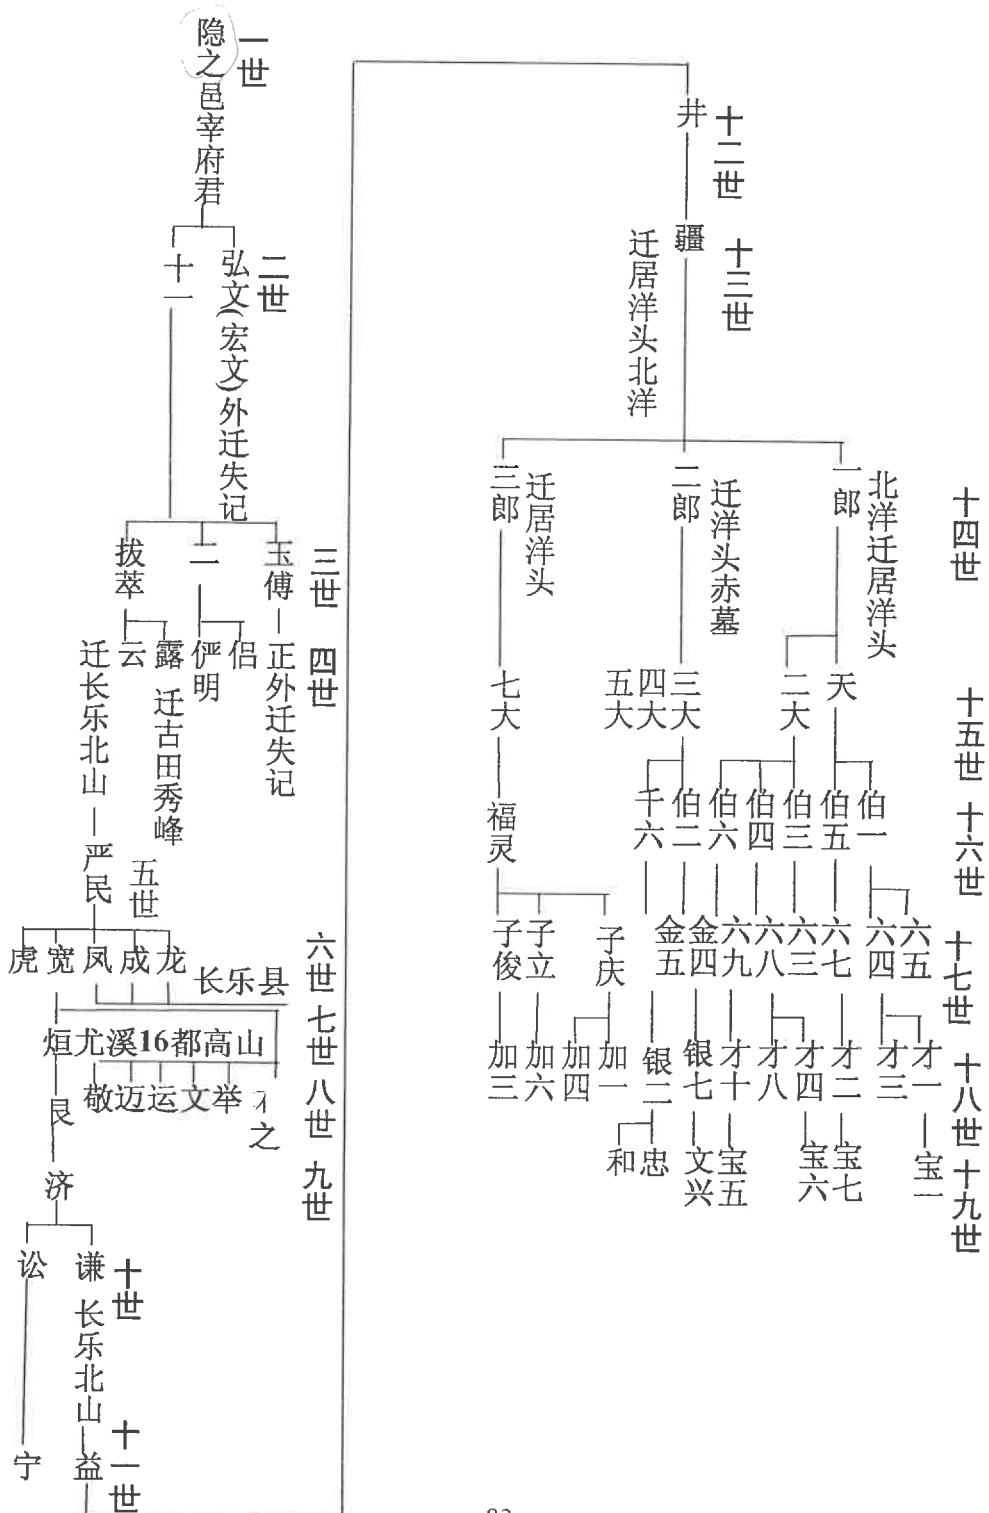 一世
隐之邑宰府君
二世
弘文(宏文)外迁失记
十一
三世
玉傅
二
拔萃
四世
正外迁失记
侣
俨明
露
迁古田秀峰
云
迁长乐北山
五世
严民
六世
龙
成
凤
宽
虎
长乐县
七世
烜尤溪16都高山
八世
之
举
文
运
迈
敬
艮
九世
济
十世
谦
长乐北山
讼
十一世
益
宁
十二世
井
十三世
疆
迁居洋头北洋
十四世
北洋迁居洋头
一郎
迁洋头赤墓
二郎
迁居洋头
三郎
十五世
天
二大
三大
四大
五大
七大
十六世
伯一
伯五
伯三
伯四
伯六
伯二
千六
福灵
十七世
六五
六四
六七
六三
六八
六九
金四
金五
子庆
子立
子俊
十八世
才一
才三
才二
才四
才八
才十
银七
银二
加一
加四
加六
加三
十九世
宝一
宝七
宝六
宝五
文兴
忠
和